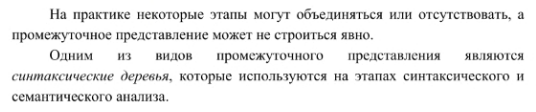 На практике некоторые этапы могут объединяться или отсутствовать, а
промежуточное представление может не строиться явно.
Одним из видов промежуточного представления являются
синтаксические деревья, которые используются на этапах синтаксического и
семантического анализа.